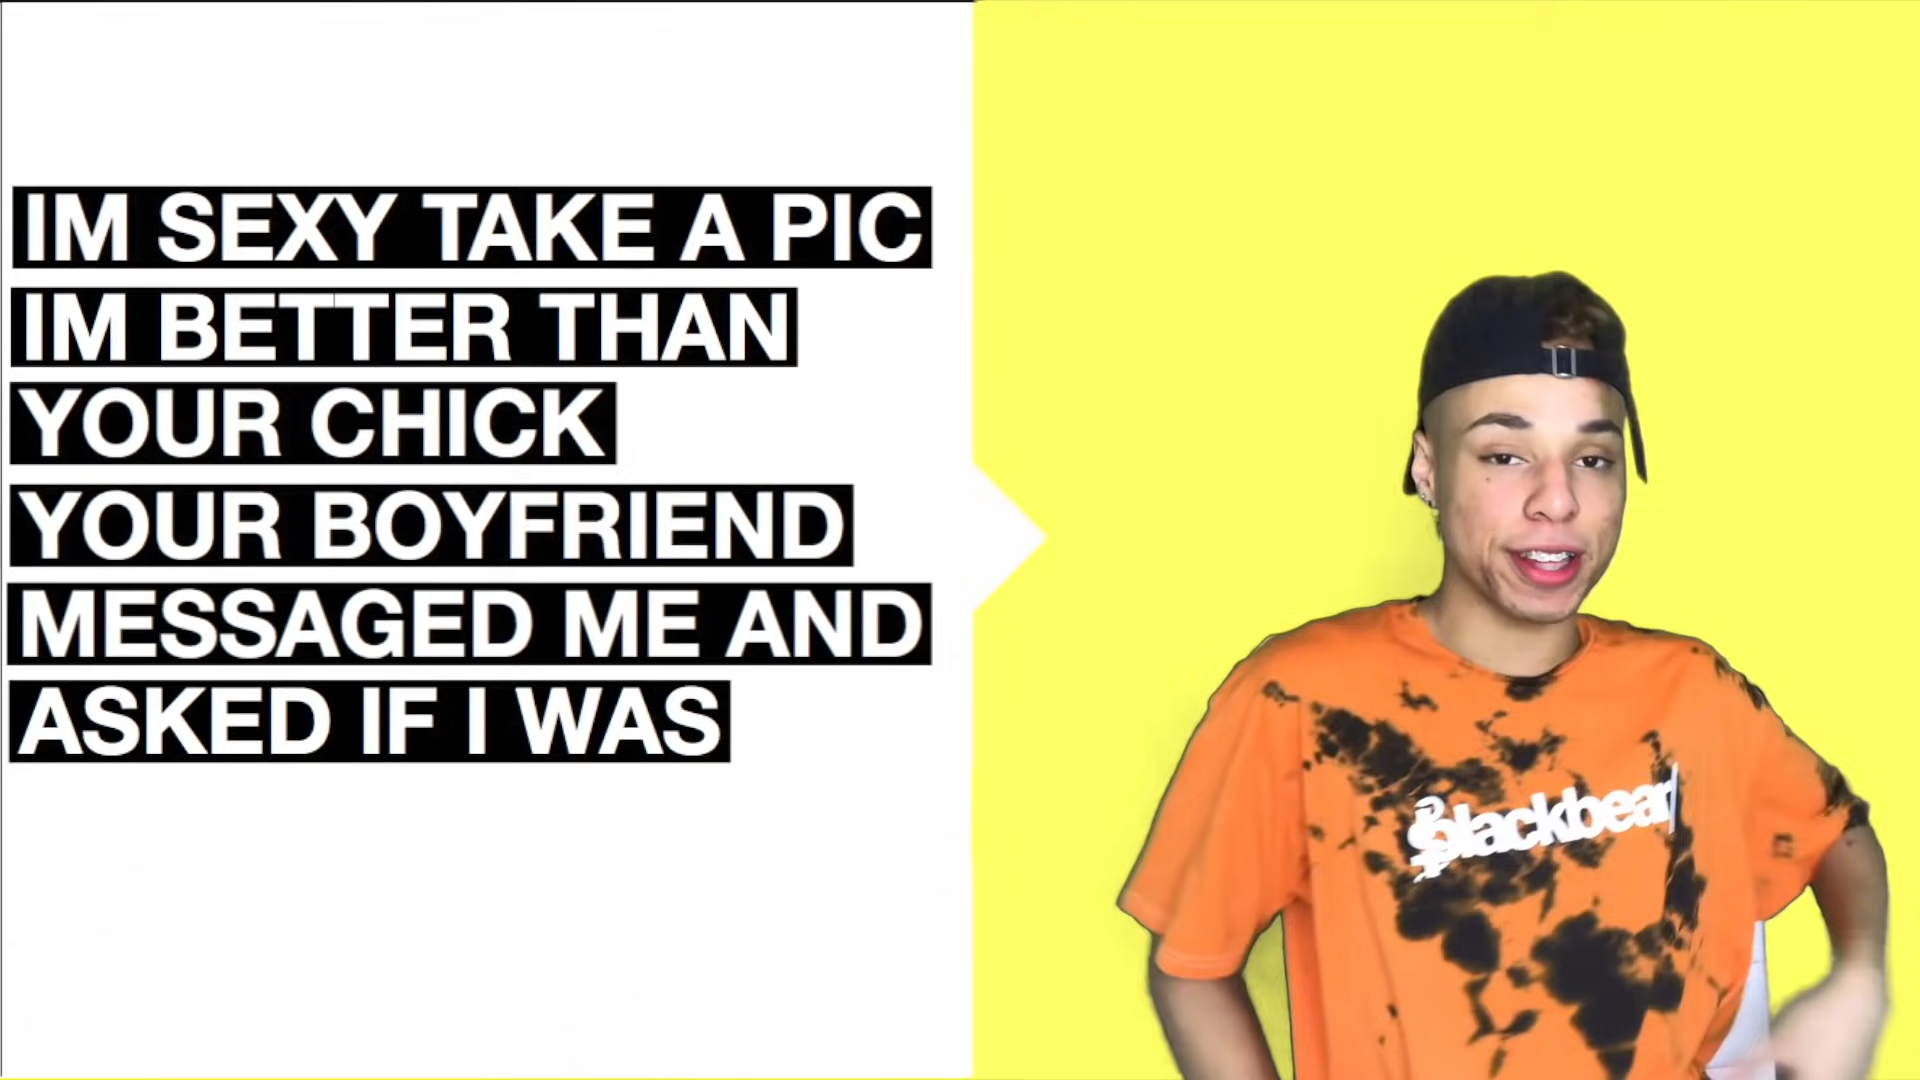 IM SEXY TAKE A PIC
IM BETTER THAN
YOUR CHICK
YOUR BOYFRIEND
MESSAGED ME AND
ASKED IF I WAS
blackbear